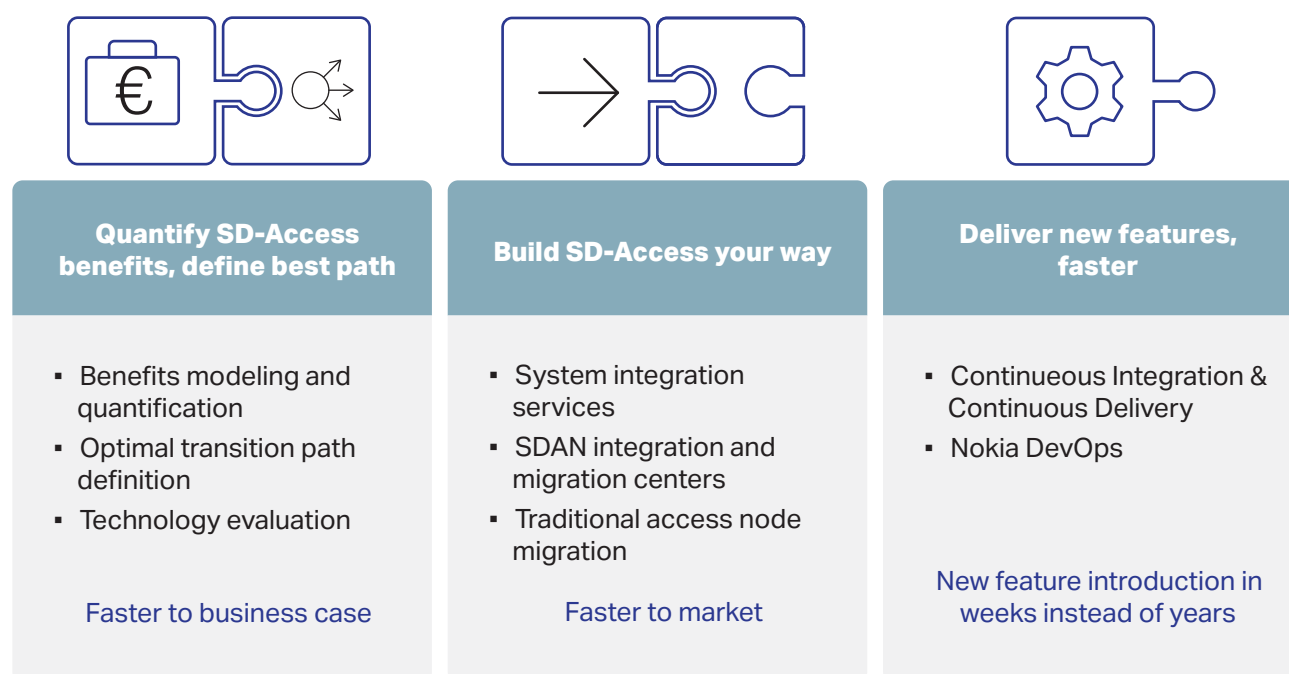 €
Quantify SD-Access
benefits, define best path
▪ Benefits modeling and
quantification
▪ Optimal transition path
definition
▪ Technology evaluation
Faster to business case
Build SD-Access your way
▪ System integration
services
▪ SDAN integration and
migration centers
▪ Traditional access node
migration
Faster to market
Deliver new features,
faster
▪ Continueous Integration &
Continuous Delivery
▪ Nokia DevOps
New feature introduction in
weeks instead of years